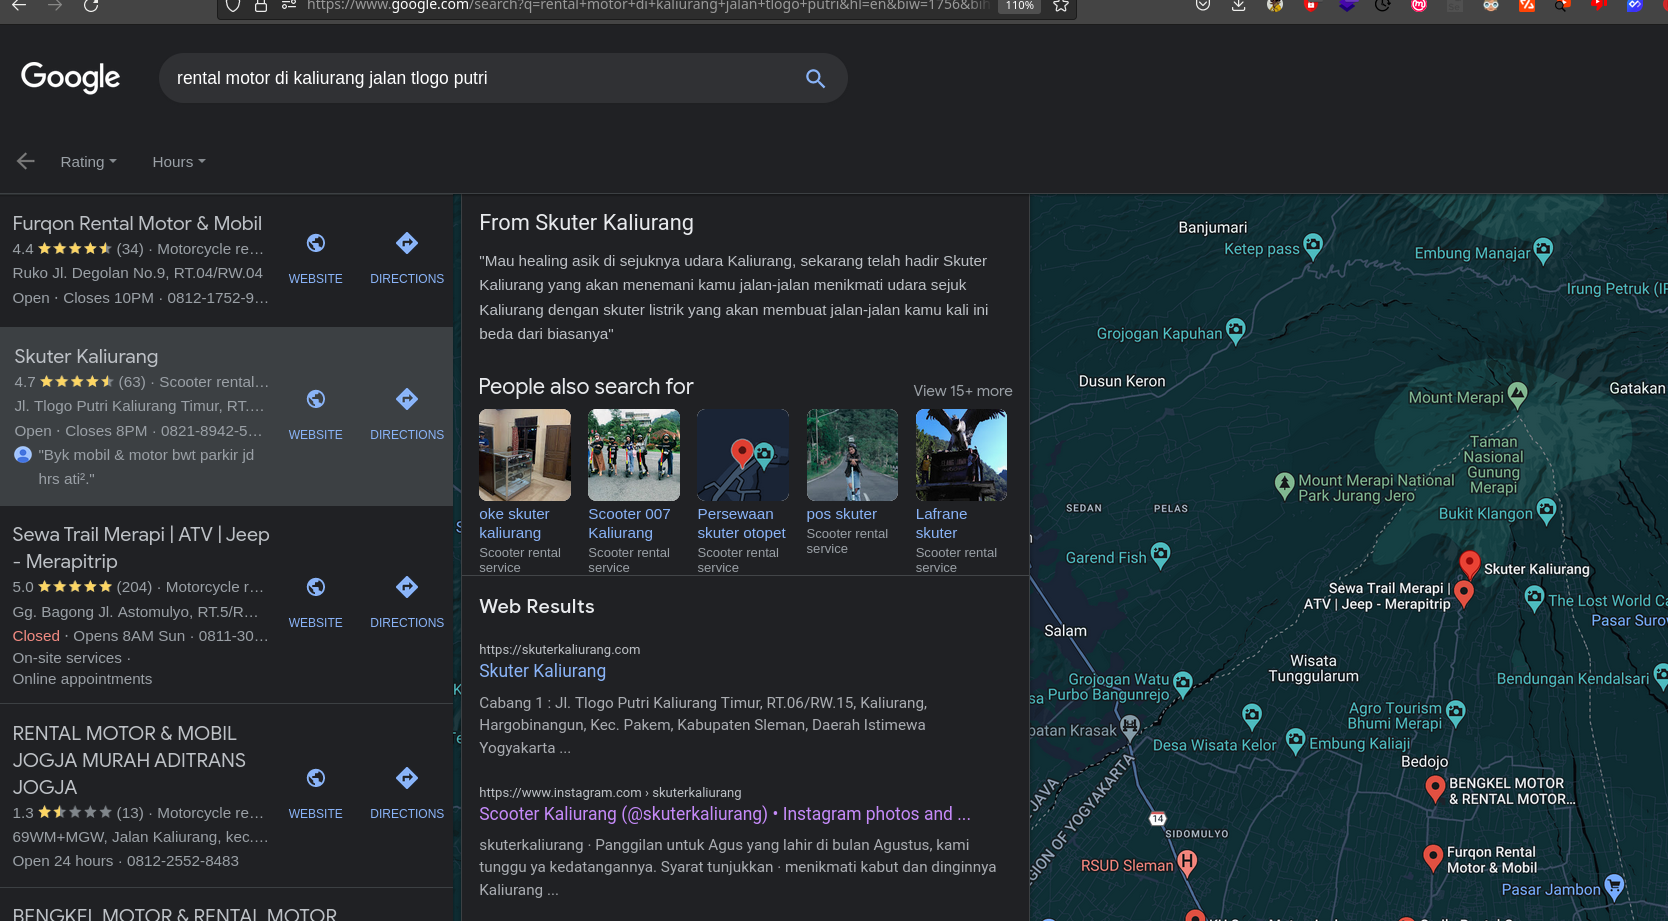 https://www.google.com/search?q=rental+motor+di+kaliurang+jalan+tlogo+putri&hl=en&biw=1756&bih
110%
Google
rental motor di kaliurang jalan tlogo putri
Rating
Hours
Furqon Rental Motor & Mobil
4.4 (34) · Motorcycle re...
Ruko Jl. Degolan No.9, RT.04/RW.04
Open · Closes 10PM · 0812-1752-9...
WEBSITE
DIRECTIONS
Skuter Kaliurang
4.7 (63) · Scooter rental...
Jl. Tlogo Putri Kaliurang Timur, RT....
Open · Closes 8PM · 0821-8942-5...
"Byk mobil & motor bwt parkir jd
hrs ati²."
WEBSITE
DIRECTIONS
Sewa Trail Merapi | ATV | Jeep
- Merapitrip
5.0 (204) · Motorcycle r...
Gg. Bagong Jl. Astomulyo, RT.5/R...
Closed · Opens 8AM Sun · 0811-30...
On-site services ·
Online appointments
WEBSITE
DIRECTIONS
RENTAL MOTOR & MOBIL
JOGJA MURAH ADITRANS
JOGJA
1.3 (13) · Motorcycle re...
69WM+MGW, Jalan Kaliurang, kec....
Open 24 hours · 0812-2552-8483
WEBSITE
DIRECTIONS
BENGKEL MOTOR & RENTAL MOTOR
From Skuter Kaliurang
"Mau healing asik di sejuknya udara Kaliurang, sekarang telah hadir Skuter
Kaliurang yang akan menemani kamu jalan-jalan menikmati udara sejuk
Kaliurang dengan skuter listrik yang akan membuat jalan-jalan kamu kali ini
beda dari biasanya"
People also search for
View 15+ more
oke skuter
kaliurang
Scooter rental
service
Scooter 007
Kaliurang
Scooter rental
service
Persewaan
skuter otopet
Scooter rental
service
pos skuter
Scooter rental
service
Lafrane
skuter
Scooter rental
service
Web Results
https://skuterkaliurang.com
Skuter Kaliurang
Cabang 1 : Jl. Tlogo Putri Kaliurang Timur, RT.06/RW.15, Kaliurang,
Hargobinangun, Kec. Pakem, Kabupaten Sleman, Daerah Istimewa
Yogyakarta ...
https://www.instagram.com › skuterkaliurang
Scooter Kaliurang (@skuterkaliurang) • Instagram photos and ...
skuterkaliurang · Panggilan untuk Agus yang lahir di bulan Agustus, kami
tunggu ya kedatangannya. Syarat tunjukkan · menikmati kabut dan dinginnya
Kaliurang ...
Banjumari
Ketep pass
Embung Manajar
Irung Petruk (IP
Grojogan Kapuhan
Dusun Keron
Gatakan
Mount Merapi
Taman
Nasional
Gunung
Merapi
Mount Merapi National
Park Jurang Jero
SEDAN
PELAS
Bukit Klangon
Garend Fish
Skuter Kaliurang
Sewa Trail Merapi |
ATV | Jeep - Merapitrip
The Lost World Ca
Pasar Surov
Salam
Wisata
Tunggularum
Grojogan Watu
Purbo Bangunrejo
Bendungan Kendalsari
patan Krasak
Agro Tourism
Bhumi Merapi
Desa Wisata Kelor
Embung Kaliaji
Bedojo
JAVA
GION OF YOGYAKARTA
BENGKEL MOTOR
& RENTAL MOTOR...
14
SIDOMULYO
RSUD Sleman
H
Furqon Rental
Motor & Mobil
Pasar Jambon